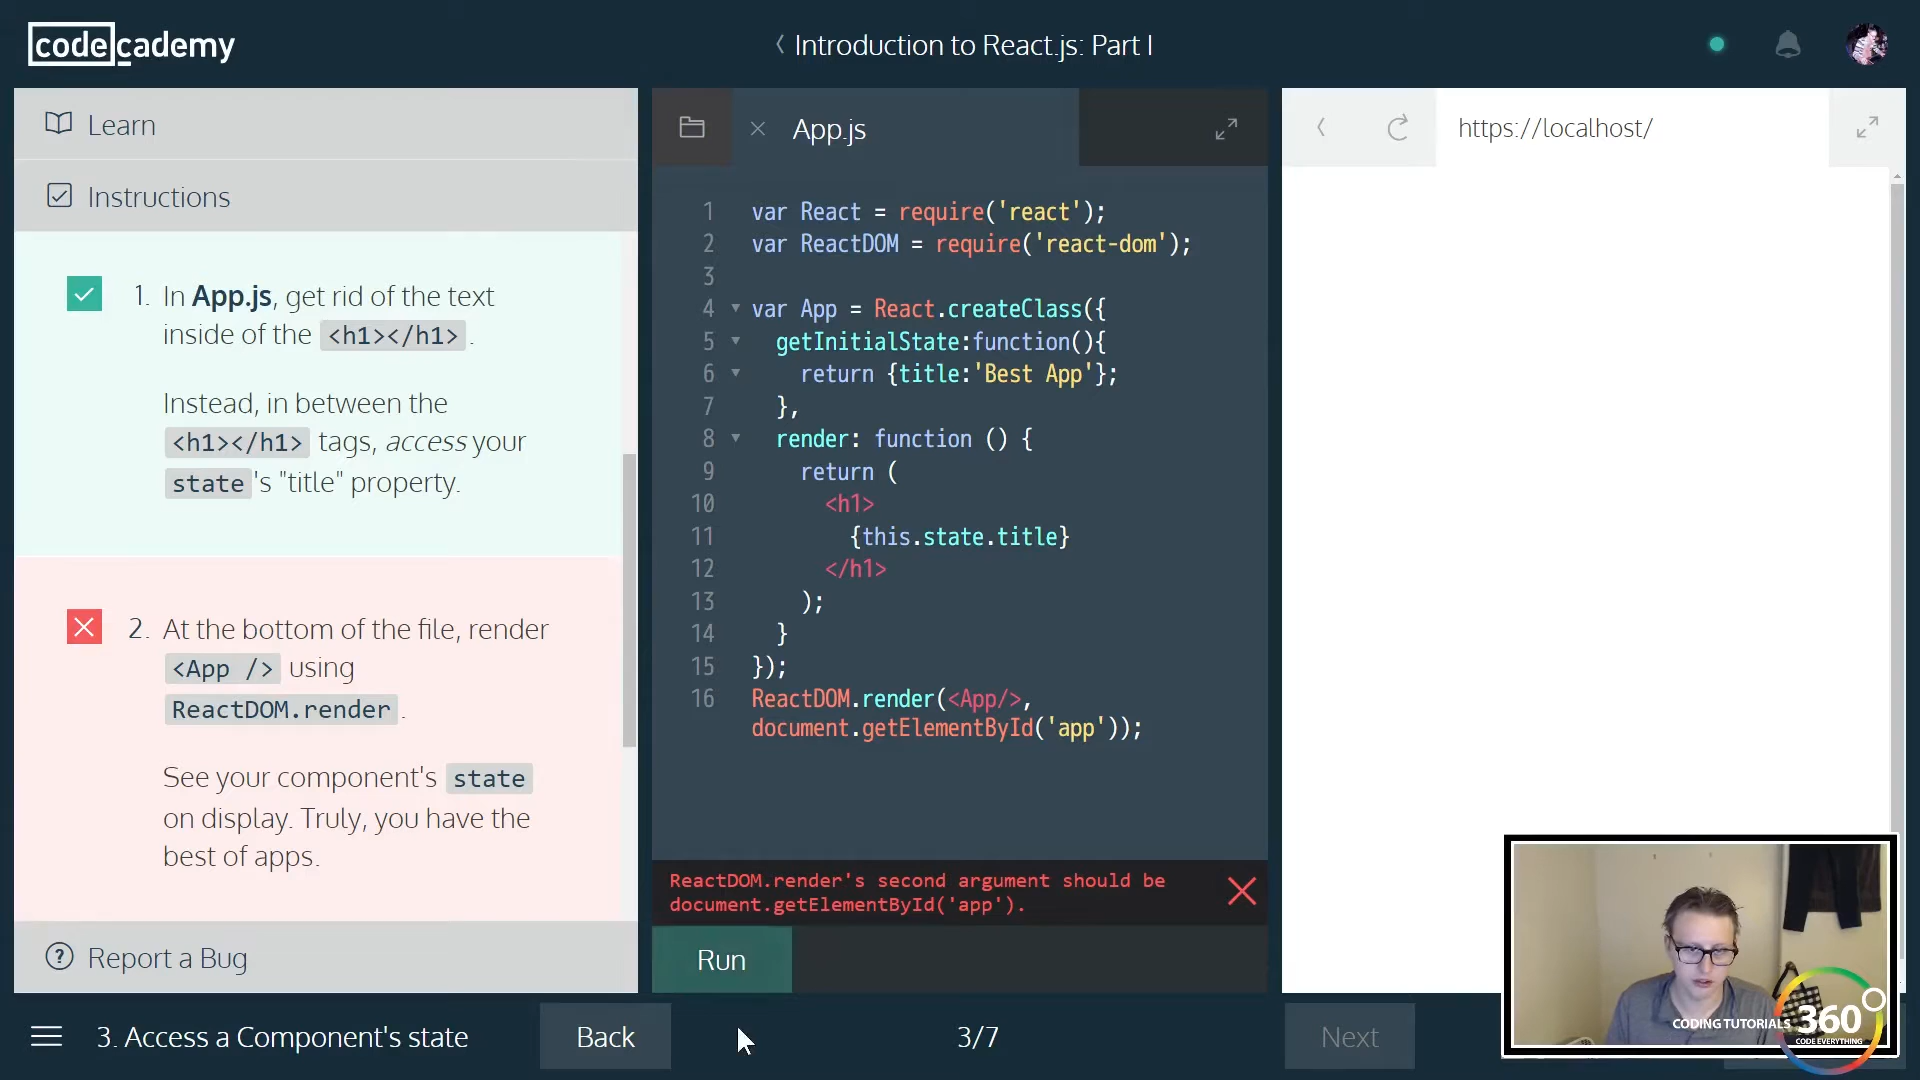 codecademy
Introduction to React.js: Part I
Learn
Instructions
1. In App.js, get rid of the text
inside of the <h1></h1>.
Instead, in between the
<h1></h1> tags, access your
state's "title" property.
2. At the bottom of the file, render
<App /> using
ReactDOM.render.
See your component's state
on display. Truly, you have the
best of apps.
Report a Bug
App.js
1 var React = require('react');
2 var ReactDOM = require('react-dom');
3
4 var App = React.createClass({
5 getInitialState:function(){
6 return {title:'Best App'};
7 },
8 render: function () {
9 return (
10 <h1>
11 {this.state.title}
12 </h1>
13 );
14 }
15 });
16 ReactDOM.render(<App/>,
document.getElementById('app'));
ReactDOM.render's second argument should be
document.getElementById('app').
Run
https://localhost/
CODING TUTORIALS 360°
CODE EVERYTHING
3. Access a Component's state
Back
3/7
Next